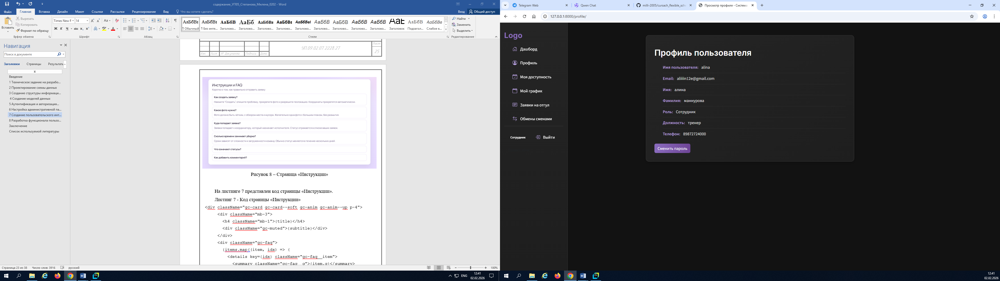 содержание_УП05_Степанова_Милена_0202 - Word
Файл Главная Вставка Дизайн Макет Ссылки Рассылки Рецензирование Вид Что вы хотите сделать? Вход Общий доступ
Вставить
Вырезать
Копировать
Формат по образцу
Буфер обмена
Times New F 14
Шрифт
Абзац
АаБбВв АаБбВв АаБбВ АаБб АаБбВв АаБбВв АаБбВвІ АаБбВ АаБбВ АаБбВ АаБбВ АаБ АаБбВ АаБбВв
¶ Обычный ¶ Без инте... Заголово... Заголово... Заголово... Заголово... Заголово... Заголово... Заголово... Заголово... Заголово... Заголовок Подзагол... Слабое в...
Стили
Найти
Заменить
Выделить
Редактирование
Навигация
Поиск в документе
Заголовки Страницы Результаты
Введение
1 Техническое задание на разрабо...
2 Проектирование схемы данных
3 Создание структуры информаци...
4 Создание моделей данных
5 Аутентификация и авторизация...
6 Настройка административной па...
7 Создание пользовательского инт...
8 Разработка функционала пользо...
Заключение
Список используемой литературы
Изм. Лист № Документа Подпись Дата
УП.09.02.07.222б.27
Лист
25
Инструкции и FAQ
Коротко о том, как правильно отправить заявку
Как создать заявку?
Нажмите "Создать", опишите проблему, прикрепите фото и разрешите геолокацию. Координаты прикрепятся автоматически.
Какое фото нужно?
Фото должно быть чётким, с обзором места и мусора. Желательно одна фото с большим планом, без размытия.
Куда попадает заявка?
Заявка попадает к координатору, который назначает исполнителя. Статус отражается в списке ваших заявок.
Сколько времени занимает уборка?
Сроки зависят от сложности и загруженности команд. Обычно статус меняется в течение нескольких дней.
Что означают статусы?
Как добавить комментарий?
Рисунок 8 – Страница «Инструкции»
На листинге 7 представлен код страницы «Инструкции».
Листинг 7 - Код страницы «Инструкции»
<div className="gc-card gc-card--soft gc-anim gc-anim--up p-4">
<div className="mb-3">
<h4 className="mb-1">{title}</h4>
<div className="gc-muted">{subtitle}</div>
</div>
<div className="gc-faq">
{items.map((item, idx) => (
<details key={idx} className="gc-faq__item">
<summary className="gc-faq__q">{item.q}</summary>
Страница 23 из 38 Число слов: 3916 русский 100%
ENG 12:41 02.02.2026
Telegram Web
Qwen Chat
milli-2005/cursach_flexible_sche
Просмотр профиля - Система
127.0.0.1:8000/profile/
Logo
Дашборд
Профиль
Моя доступность
Мой график
Заявки на отгул
Обмены сменами
Сотрудник Выйти
Профиль пользователя
Имя пользователя: alina
Email: aliiiin12e@gmail.com
Имя: алина
Фамилия: маннурова
Роль: Сотрудник
Должность: тренер
Телефон: 89872724000
Сменить пароль
12:41
02.02.2026